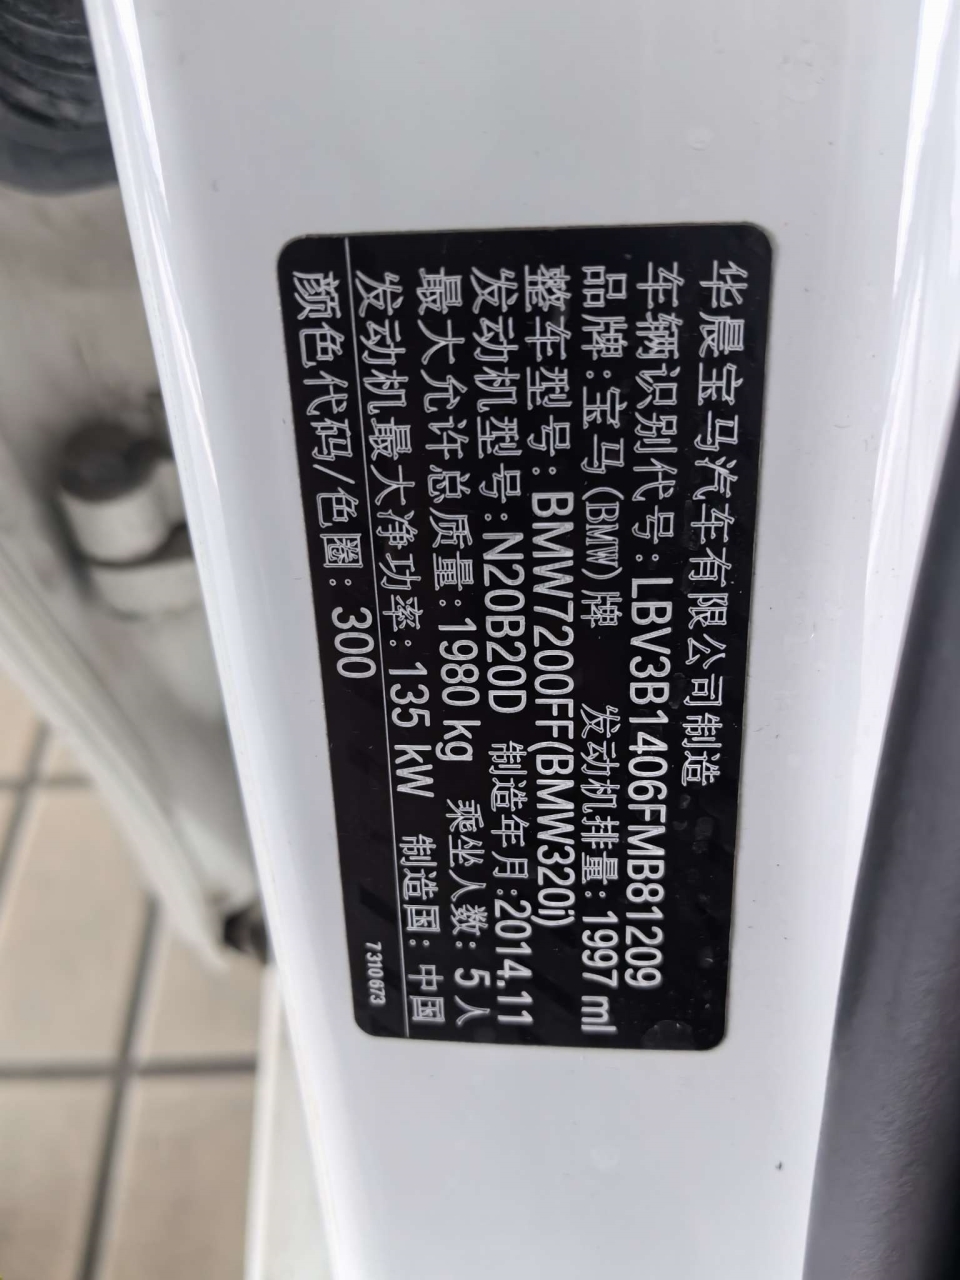 华晨宝马汽车有限公司制造
车辆识别代号:LBV3B1406FMB81209
品牌:宝马(BMW)牌 发动机排量:1997 ml
整车型号:BMW7200FF(BMW320i)
发动机型号:N20B20D 制造年月:2014.11
最大允许总质量:1980 kg 乘坐人数:5人
发动机最大净功率:135 kW 制造国:中国
颜色代码/色圈:300
7310673